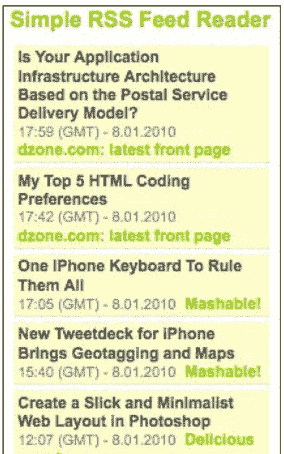 Simple RSS Feed Reader
Is Your Application
Infrastructure Architecture
Based on the Postal Service
Delivery Model?
17:59 (GMT) - 8.01.2010
dzone.com: latest front page
My Top 5 HTML Coding
Preferences
17:42 (GMT) - 8.01.2010
dzone.com: latest front page
One IPhone Keyboard To Rule
Them All
17:05 (GMT) - 8.01.2010 Mashable!
New Tweetdeck for iPhone
Brings Geotagging and Maps
15:40 (GMT) - 8.01.2010 Mashable!
Create a Slick and Minimalist
Web Layout in Photoshop
12:07 (GMT) - 8.01.2010 Delicious